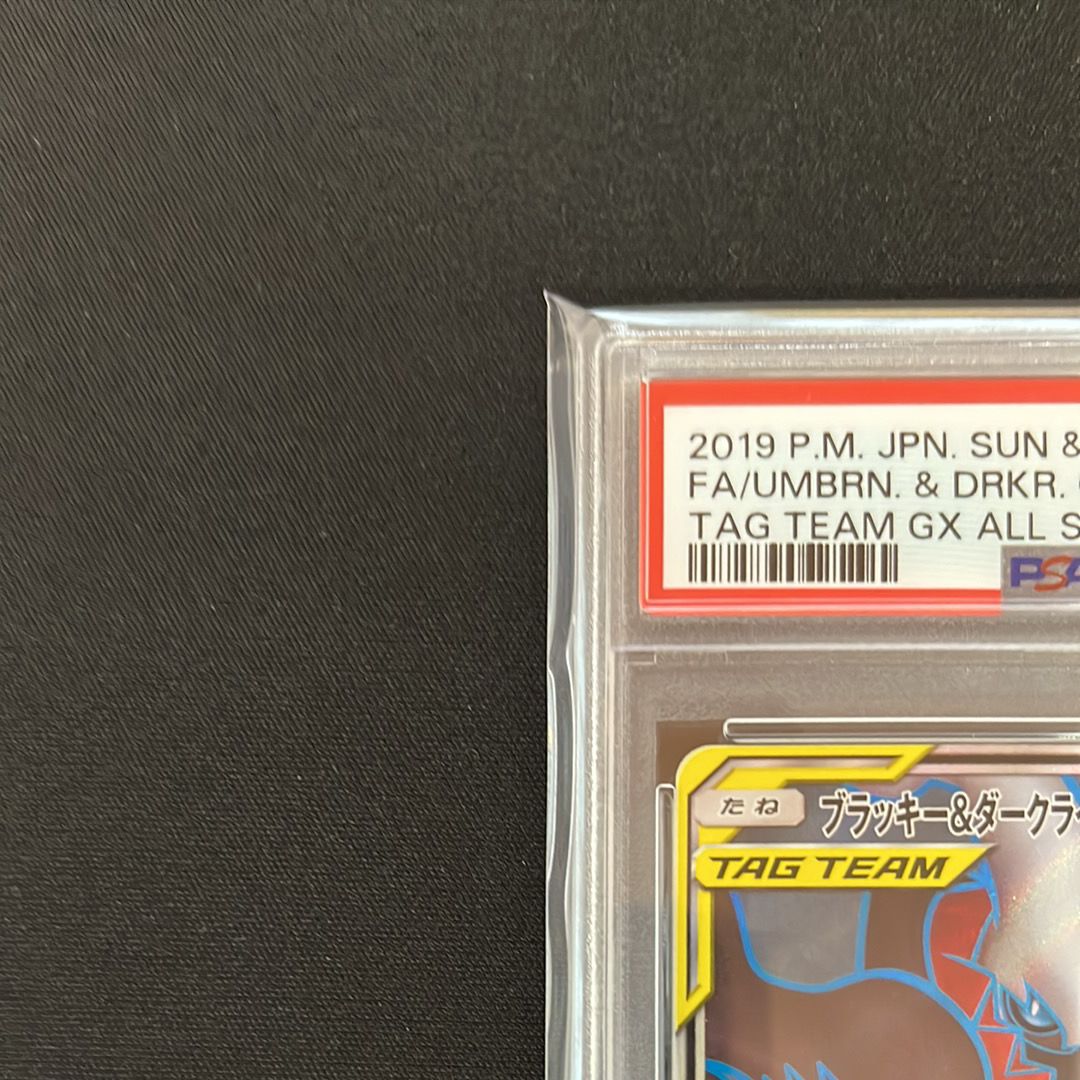 2019 P.M. JPN. SUN &
FA/UMBRN. & DRKR.
TAG TEAM GX ALL S
PSA
たね
ブラッキー&ダークラ
TAG TEAM